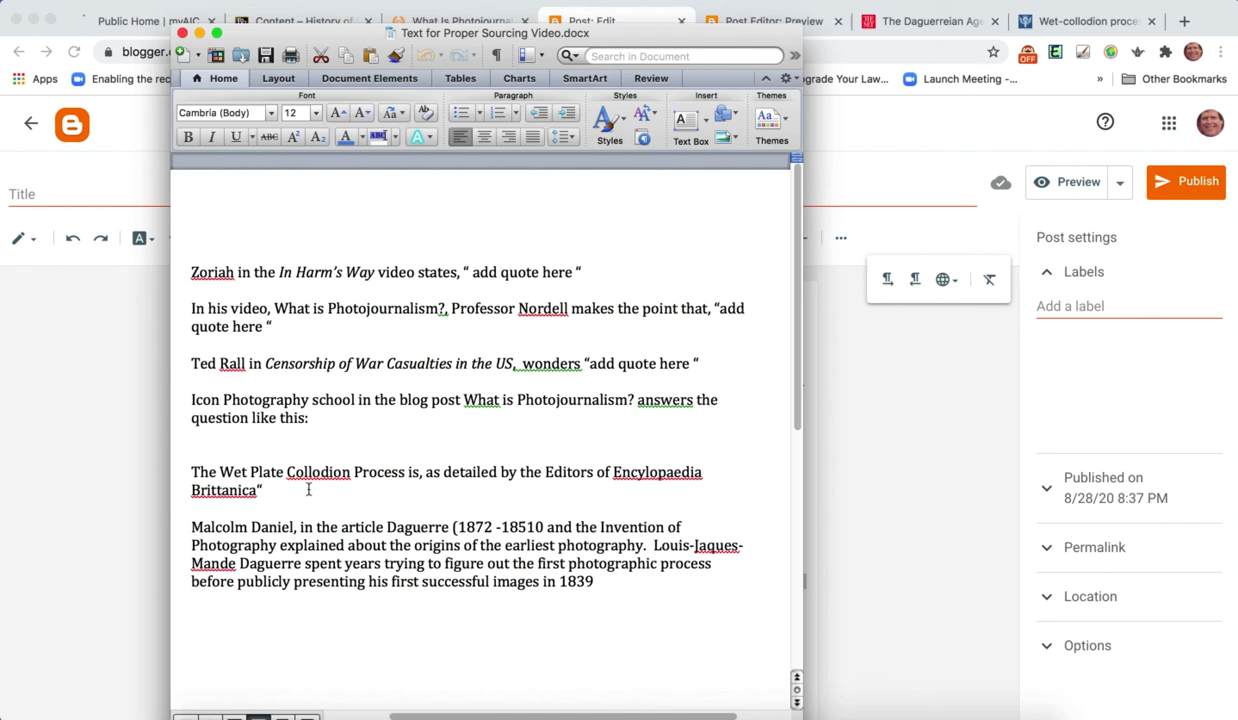 Public Home | myAIC
Content – History of
What Is Photojournal
Post: Edit
Post Editor: Preview
The Daguerreian Age
Wet-collodion proce
Text for Proper Sourcing Video.docx
blogger.
Search in Document
Apps
Enabling the rec
pgrade Your Law...
Launch Meeting -...
Other Bookmarks
Home
Layout
Document Elements
Tables
Charts
SmartArt
Review
Font
Paragraph
Styles
Insert
Themes
Cambria (Body)
12
Styles
Text Box
Themes
Title
Preview
Publish
Post settings
Labels
Add a label
Published on
8/28/20 8:37 PM
Permalink
Location
Options
Zoriah in the In Harm's Way video states, “ add quote here “
In his video, What is Photojournalism?, Professor Nordell makes the point that, “add
quote here “
Ted Rall in Censorship of War Casualties in the US, wonders “add quote here “
Icon Photography school in the blog post What is Photojournalism? answers the
question like this:
The Wet Plate Collodion Process is, as detailed by the Editors of Encylopaedia
Brittanica“
Malcolm Daniel, in the article Daguerre (1872 -18510 and the Invention of
Photography explained about the origins of the earliest photography. Louis-Jaques-
Mande Daguerre spent years trying to figure out the first photographic process
before publicly presenting his first successful images in 1839